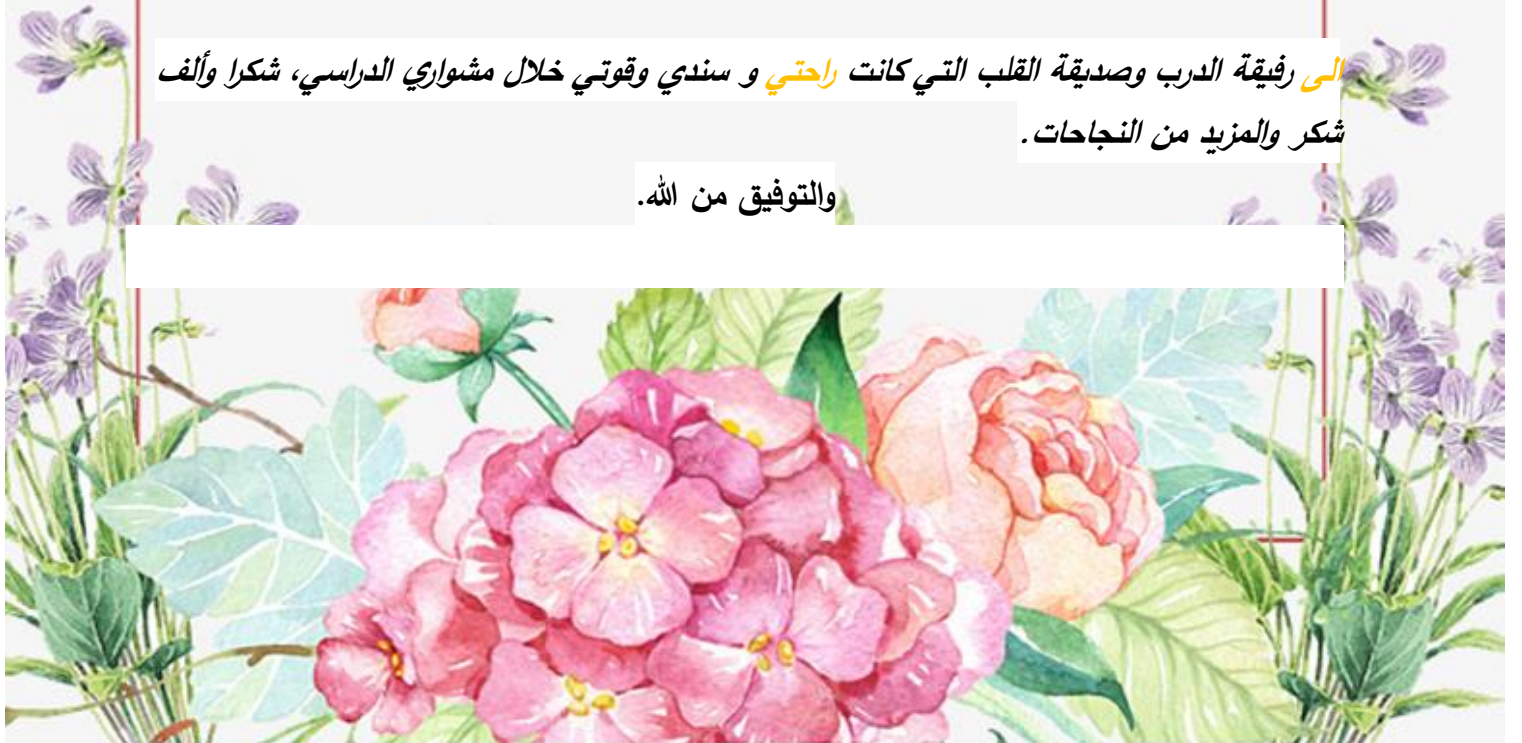 الى رفيقة الدرب وصديقة القلب التي كانت راحتي و سندي وقوتي خلال مشواري الدراسي، شكرا وألف
شكر والمزيد من النجاحات.
والتوفيق من الله.